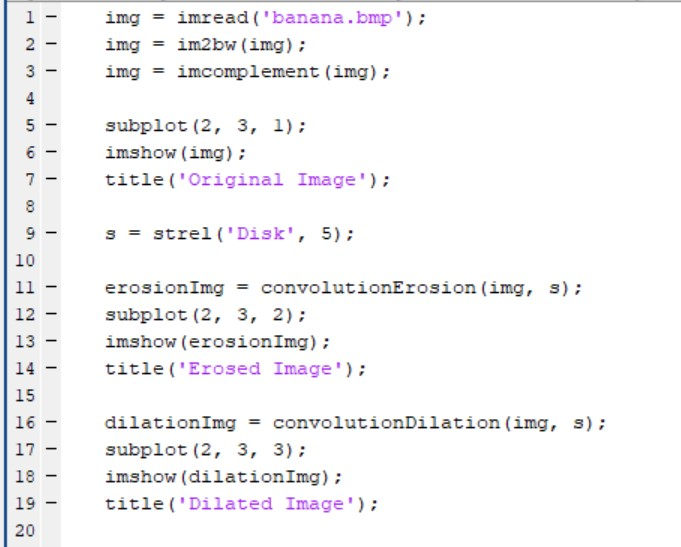 1 – img = imread('banana.bmp');
2 – img = im2bw(img);
3 – img = imcomplement(img);
4
5 – subplot(2, 3, 1);
6 – imshow(img);
7 – title('Original Image');
8
9 – s = strel('Disk', 5);
10
11 – erosionImg = convolutionErosion(img, s);
12 – subplot(2, 3, 2);
13 – imshow(erosionImg);
14 – title('Erosed Image');
15
16 – dilationImg = convolutionDilation(img, s);
17 – subplot(2, 3, 3);
18 – imshow(dilationImg);
19 – title('Dilated Image');
20